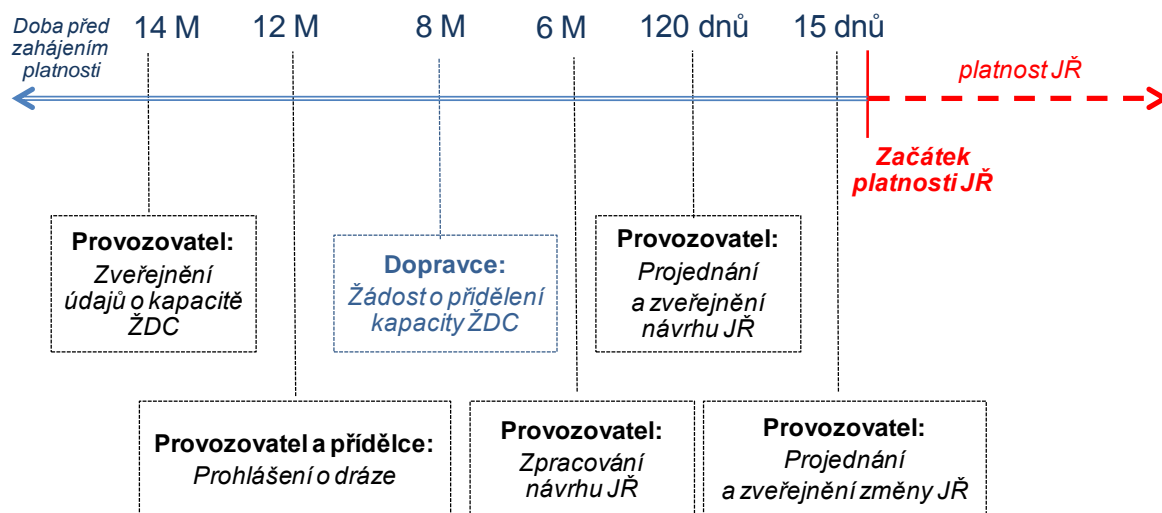 Doba před
zahájením
platnosti
14 M
12 M
8 M
6 M
120 dnů
15 dnů
platnost JŘ
Začátek
platnosti JŘ
Provozovatel:
Zveřejnění
údajů o kapacitě
ŽDC
Dopravce:
Žádost o přidělení
kapacity ŽDC
Provozovatel:
Projednání
a zveřejnění
návrhu JŘ
Provozovatel a přídělce:
Prohlášení o dráze
Provozovatel:
Zpracování
návrhu JŘ
Provozovatel:
Projednání
a zveřejnění změny JŘ